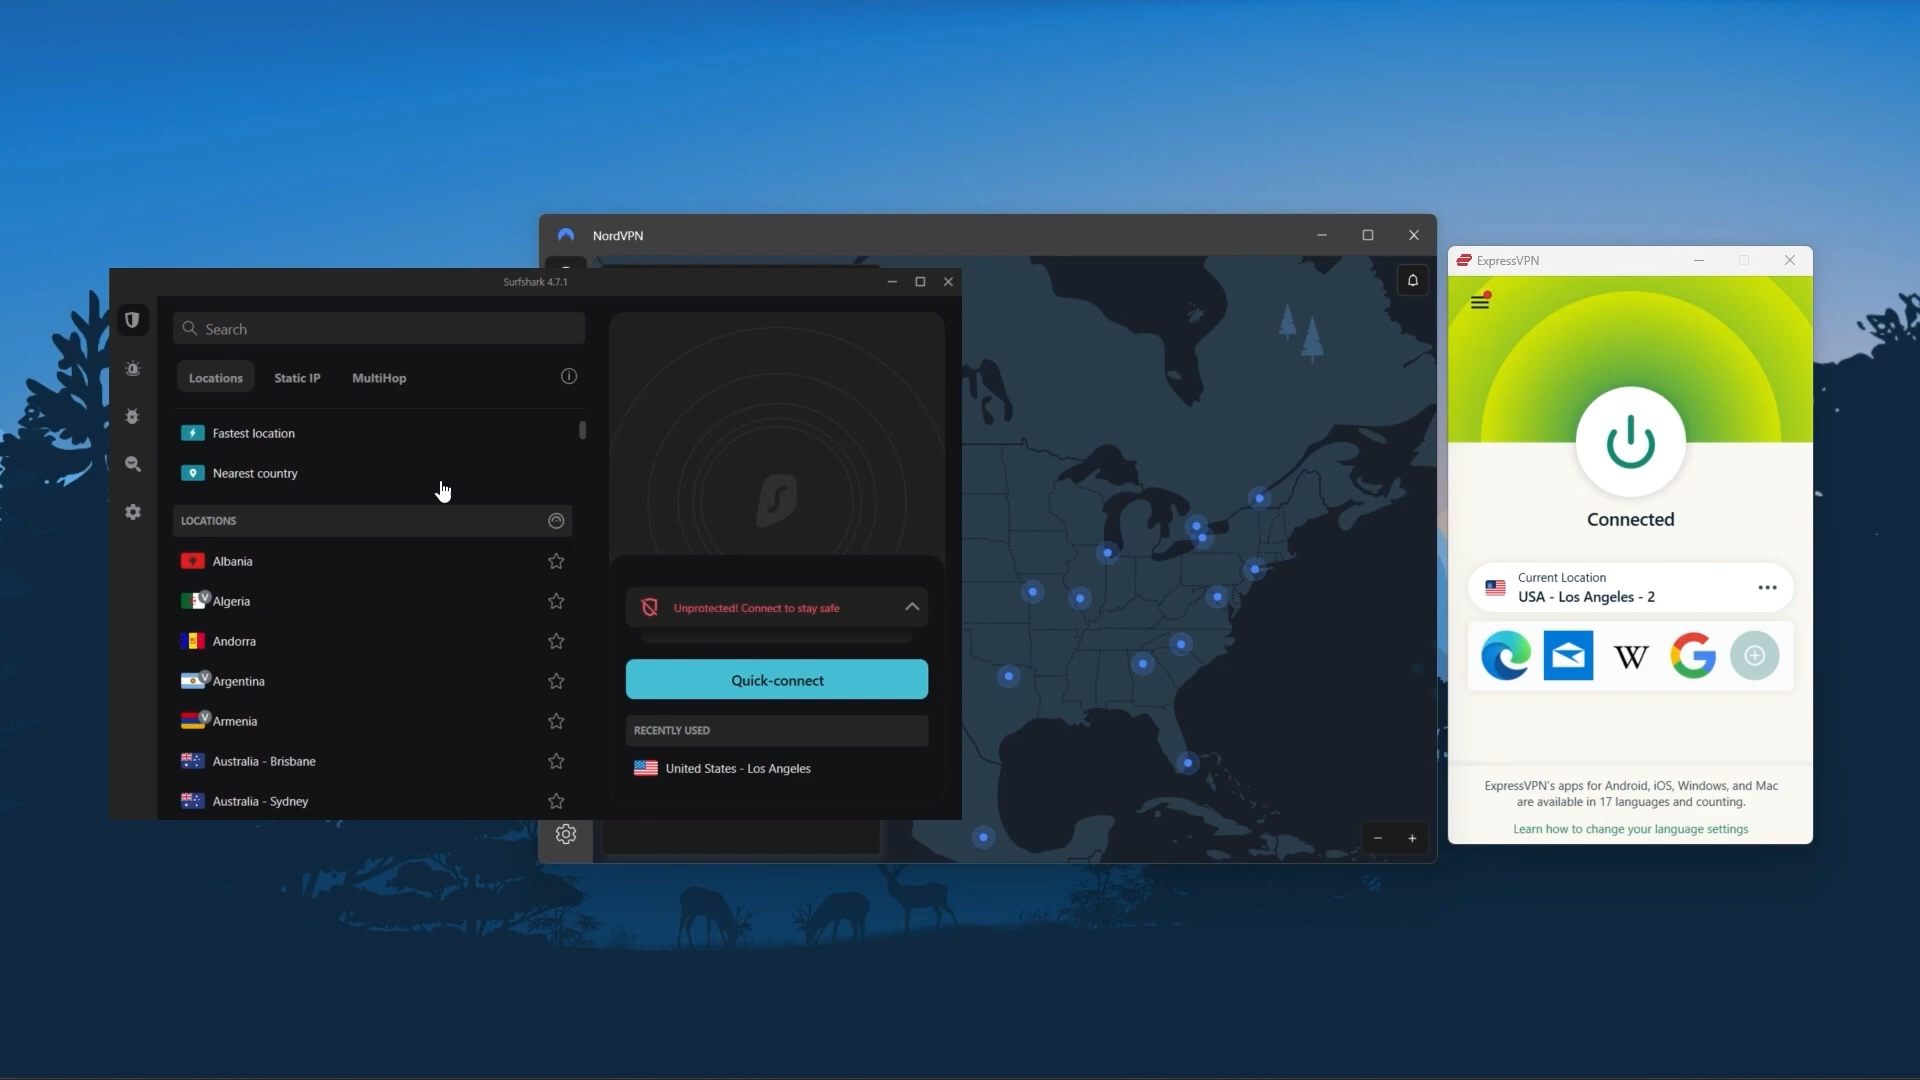 NordVPN
Surfshark 4.7.1
Search
Locations
Static IP
MultiHop
Fastest location
Nearest country
LOCATIONS
Albania
V
Algeria
Andorra
V
Argentina
V
Armenia
Australia - Brisbane
Australia - Sydney
Unprotected! Connect to stay safe
Quick-connect
RECENTLY USED
United States - Los Angeles
ExpressVPN
Connected
Current Location
USA - Los Angeles - 2
W
G
ExpressVPN's apps for Android, iOS, Windows, and Mac
are available in 17 languages and counting.
Learn how to change your language settings